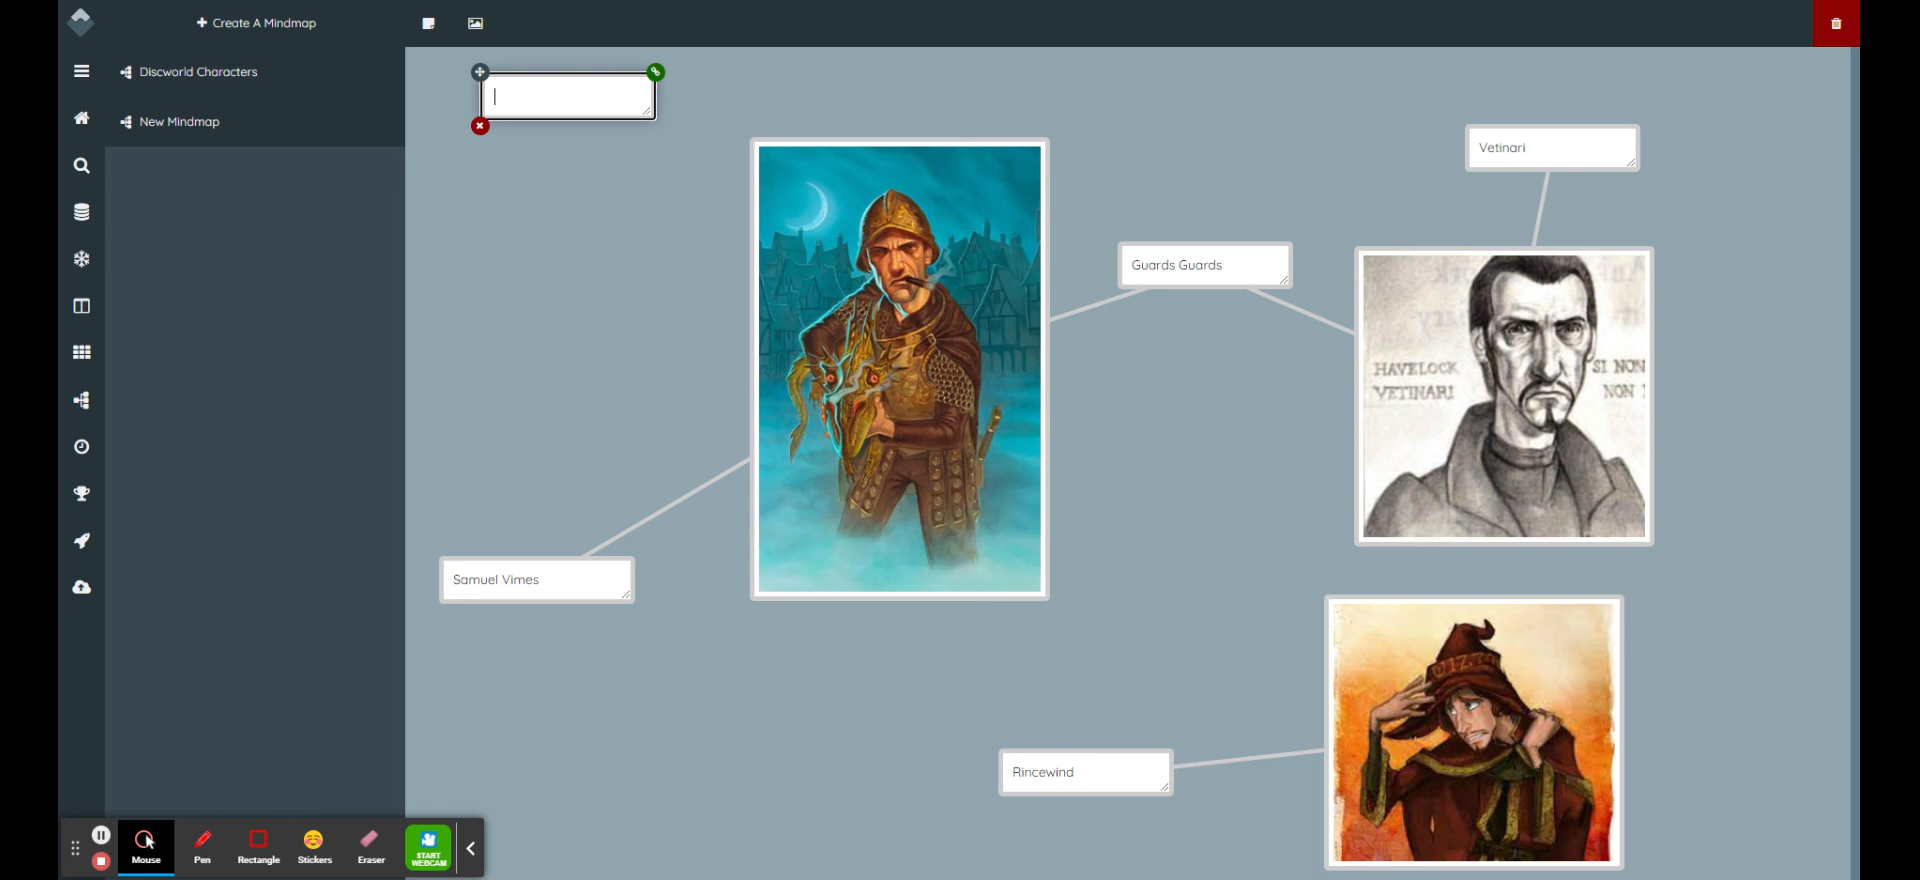 Create A Mindmap
Discworld Characters
New Mindmap
Vetinari
Guards Guards
HAVELOCK
VETINARI
SI NON
NON
Samuel Vimes
Rincewind
Mouse
Pen
Rectangle
Stickers
Eraser
START
WEBCAM